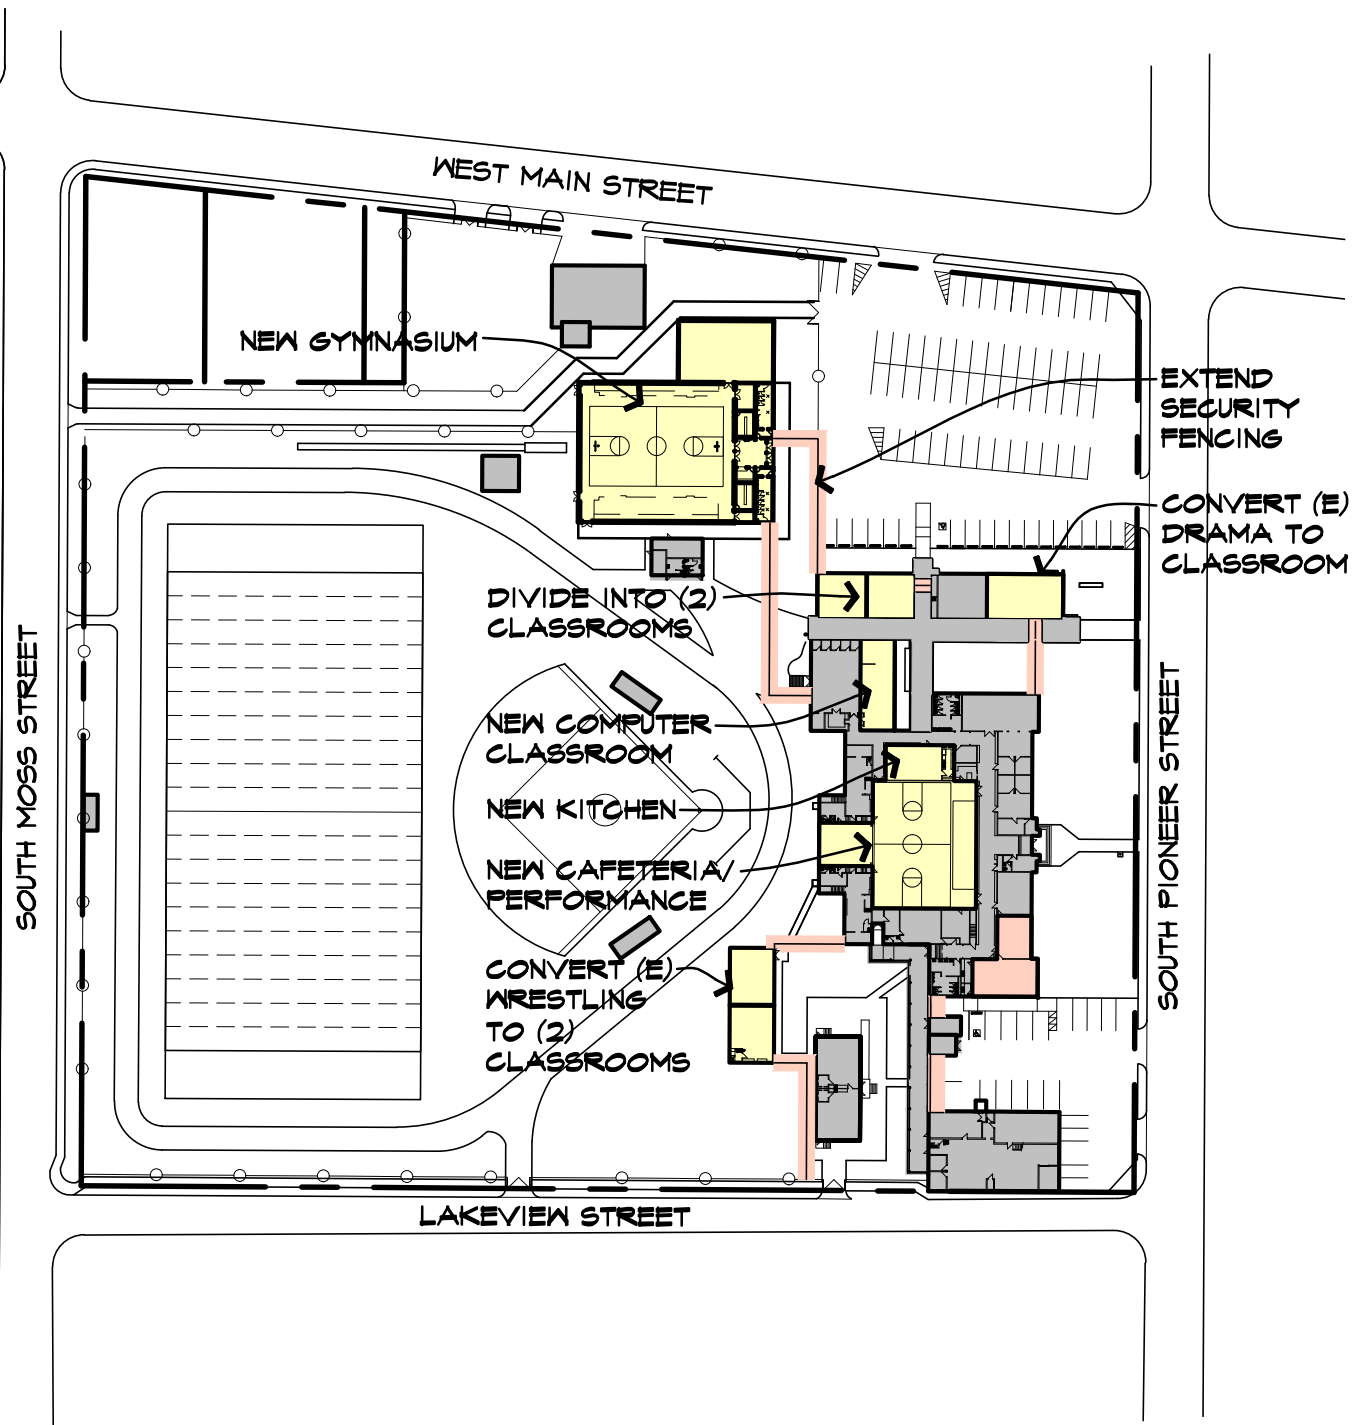 WEST MAIN STREET
NEW GYMNASIUM
EXTEND
SECURITY
FENCING
CONVERT (E)
DRAMA TO
CLASSROOM
DIVIDE INTO (2)
CLASSROOMS
SOUTH MOSS STREET
SOUTH PIONEER STREET
NEW COMPUTER
CLASSROOM
NEW KITCHEN
NEW CAFETERIA/
PERFORMANCE
CONVERT (E)
WRESTLING
TO (2)
CLASSROOMS
LAKEVIEW STREET